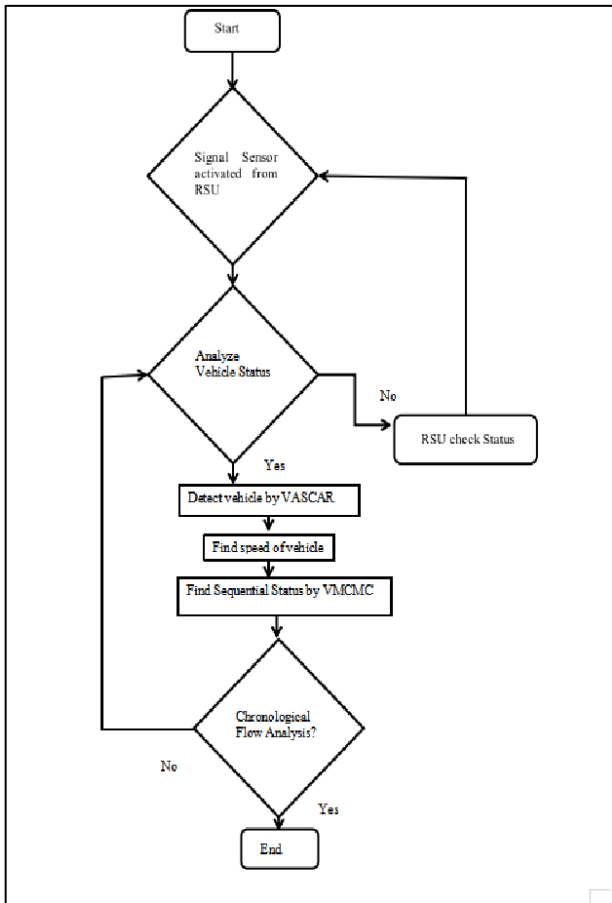 Start
Signal Sensor
activated from
RSU
Analyze
Vehicle Status
No
RSU check Status
Yes
Detect vehicle by VASCAR
Find speed of vehicle
Find Sequential Status by VMCMC
Chronological
Flow Analysis?
No
Yes
End